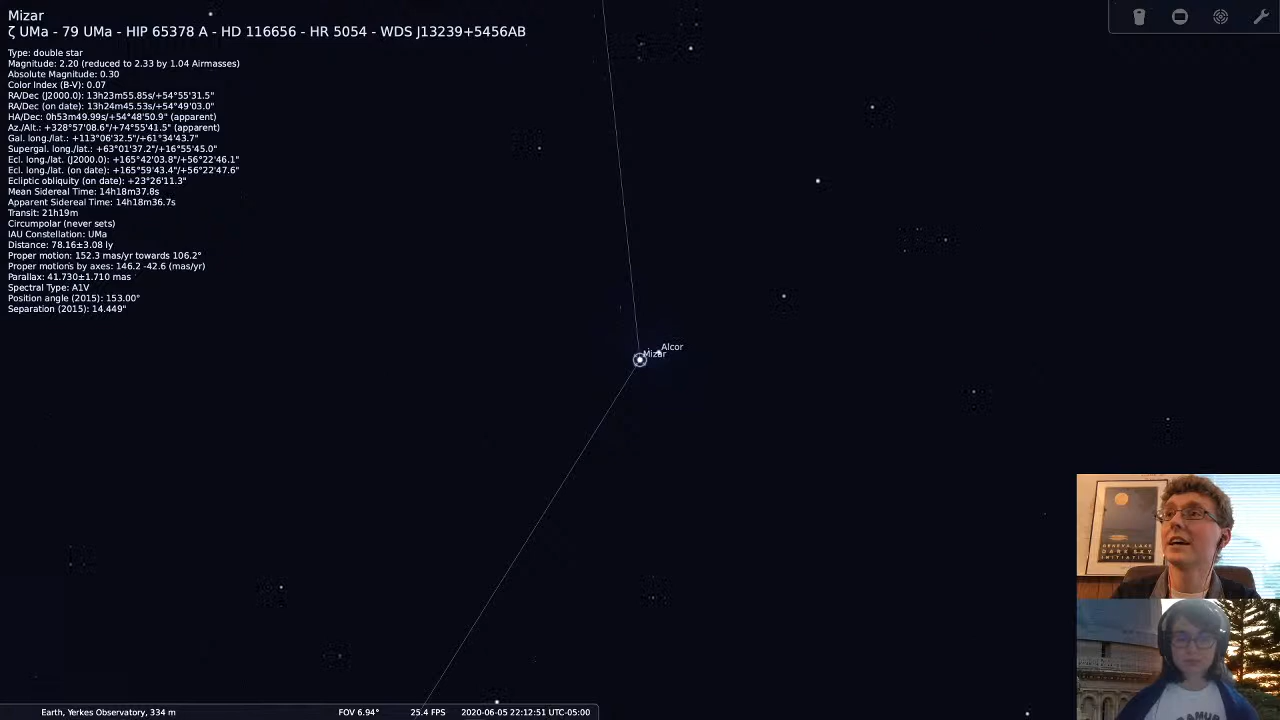 Mizar
ζ UMa - 79 UMa - HIP 65378 A - HD 116656 - HR 5054 - WDS J13239+5456AB
Type: double star
Magnitude: 2.20 (reduced to 2.33 by 1.04 Airmasses)
Absolute Magnitude: 0.30
Color Index (B-V): 0.07
RA/Dec (J2000.0): 13h23m55.85s/+54°55'31.5"
RA/Dec (on date): 13h24m45.53s/+54°49'03.0"
HA/Dec: 0h53m49.99s/+54°48'50.9" (apparent)
Az./Alt.: +328°57'08.6"/+74°55'41.5" (apparent)
Gal. long./lat.: +113°06'32.5"/+61°34'43.7"
Supergal. long./lat.: +63°01'37.2"/+16°55'45.0"
Ecl. long./lat. (J2000.0): +165°42'03.8"/+56°22'46.1"
Ecl. long./lat. (on date): +165°59'43.4"/+56°22'47.6"
Ecliptic obliquity (on date): +23°26'11.3"
Mean Sidereal Time: 14h18m37.8s
Apparent Sidereal Time: 14h18m36.7s
Transit: 21h19m
Circumpolar (never sets)
IAU Constellation: UMa
Distance: 78.16±3.08 ly
Proper motion: 152.3 mas/yr towards 106.2°
Proper motions by axes: 146.2 -42.6 (mas/yr)
Parallax: 41.730±1.710 mas
Spectral Type: A1V
Position angle (2015): 153.00°
Separation (2015): 14.449"
Alcor
Mizar
GENEVA LAKE
DARK SKY
INITIATIVE
Earth, Yerkes Observatory, 334 m FOV 6.94° 25.4 FPS 2020-06-05 22:12:51 UTC-05:00